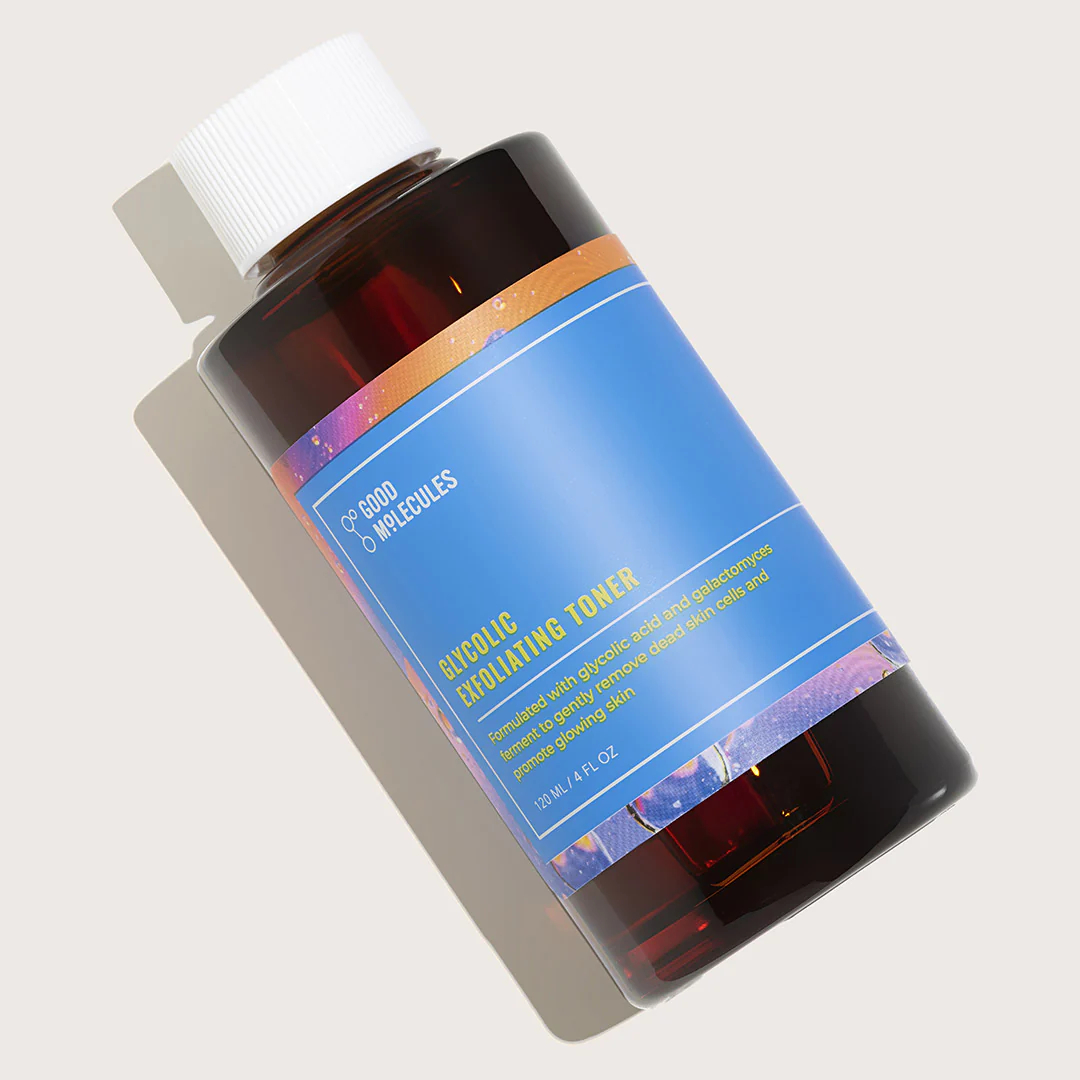 GOOD
MOLECULES
GLYCOLIC
EXFOLIATING TONER
Formulated with glycolic acid and galactomyces
ferment to gently remove dead skin cells and
promote glowing skin
120 ML / 4 FL OZ